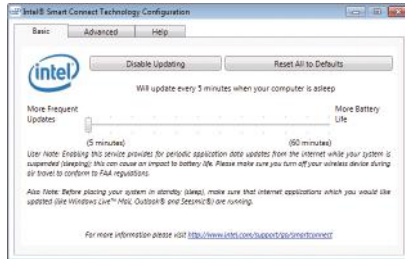 Intel® Smart Connect Technology Configuration
Basic Advanced Help
intel
Disable Updating Reset All to Defaults
Will update every 5 minutes when your computer is asleep
More Frequent More Battery
Updates Life
(5 minutes) (60 minutes)
User Note: Enabling this service provides for periodic application data updates from the internet while your system is
suspended (sleeping); this can cause an impact to battery life. Please make sure you turn off your wireless device during
air travel to conform to FAA regulations.
Also Note: Before placing your system in standby (sleep), make sure that internet applications which you would like
updated (like Windows Live™ Mail, Outlook® and Seesmic®) are running.
For more information please visit http://www.intel.com/support/go/smartconnect